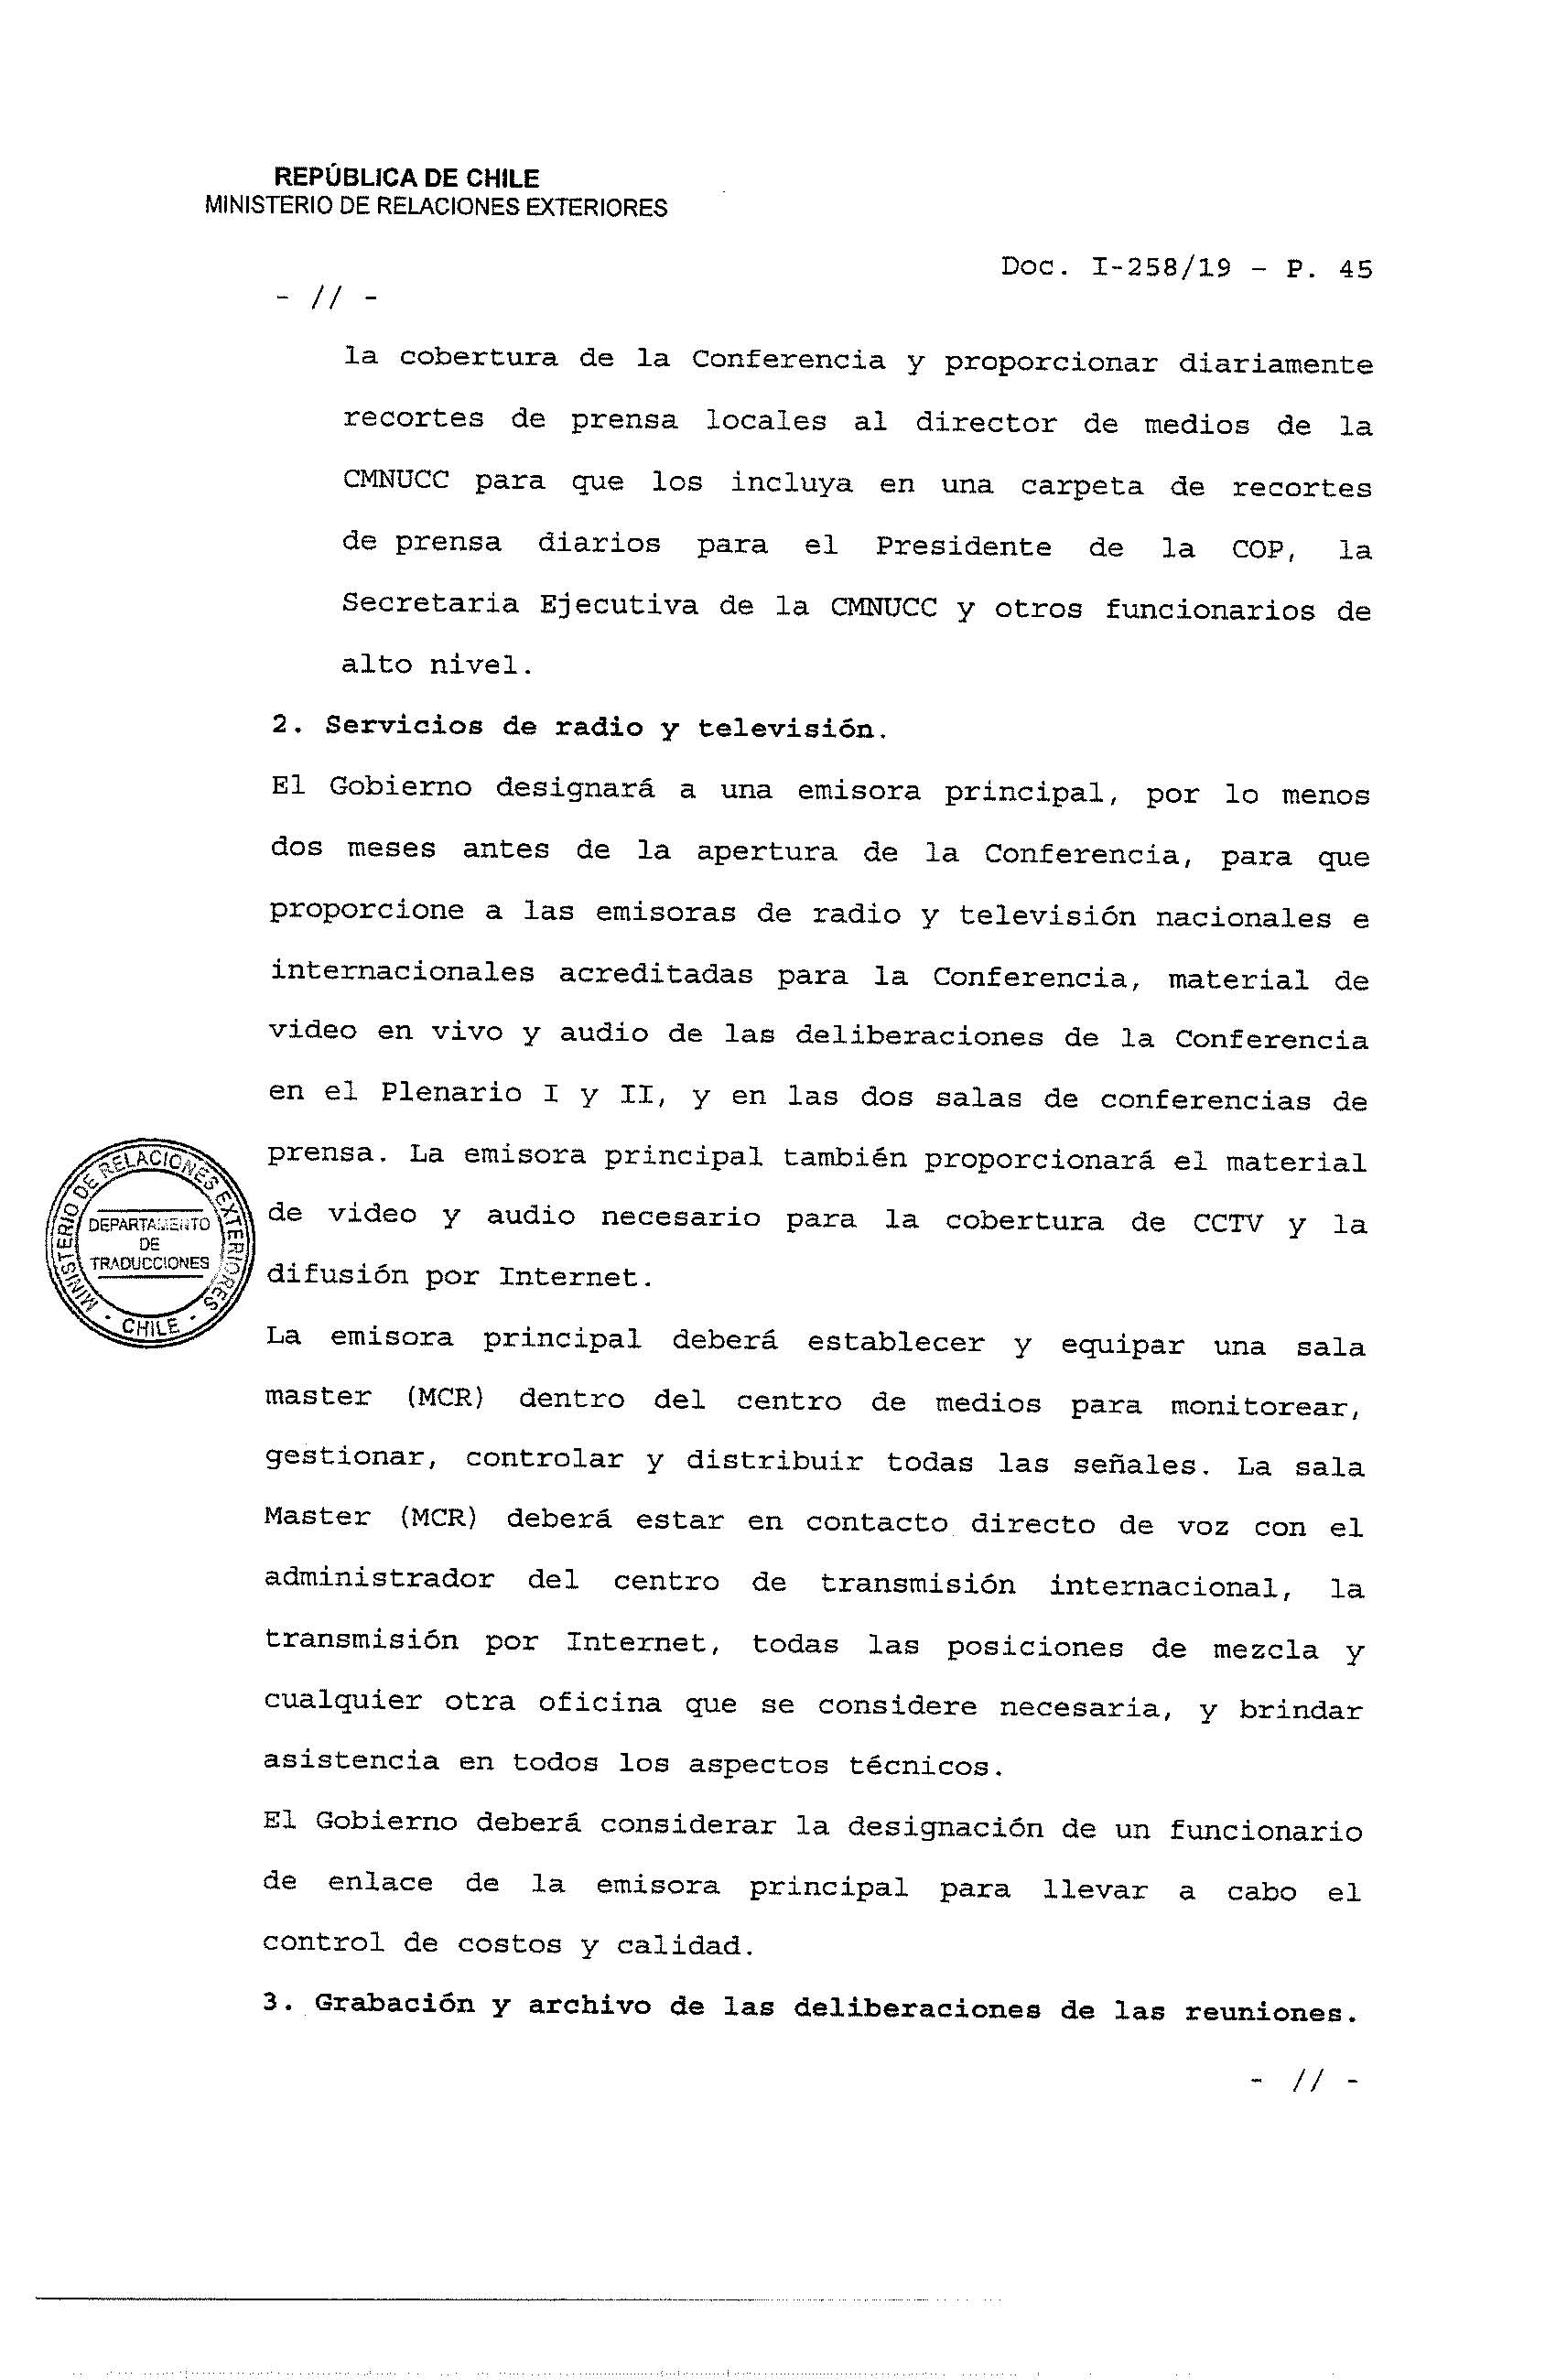 REPÚBLICA DE CHILE
MINISTERIO DE RELACIONES EXTERIORES
Doc. I-258/19 - P. 45
- // -
la cobertura de la Conferencia y proporcionar diariamente
recortes de prensa locales al director de medios de la
CMNUCC para que los incluya en una carpeta de recortes
de prensa diarios para el Presidente de la COP, la
Secretaria Ejecutiva de la CMNUCC y otros funcionarios de
alto nivel.
2. Servicios de radio y televisión.
El Gobierno designará a una emisora principal, por lo menos
dos meses antes de la apertura de la Conferencia, para que
proporcione a las emisoras de radio y televisión nacionales e
internacionales acreditadas para la Conferencia, material de
video en vivo y audio de las deliberaciones de la Conferencia
en el Plenario I y II, y en las dos salas de conferencias de
prensa. La emisora principal también proporcionará el material
de video y audio necesario para la cobertura de CCTV y la
difusión por Internet.
La emisora principal deberá establecer y equipar una sala
master (MCR) dentro del centro de medios para monitorear,
gestionar, controlar y distribuir todas las señales. La sala
Master (MCR) deberá estar en contacto directo de voz con el
administrador del centro de transmisión internacional, la
transmisión por Internet, todas las posiciones de mezcla y
cualquier otra oficina que se considere necesaria, y brindar
asistencia en todos los aspectos técnicos.
El Gobierno deberá considerar la designación de un funcionario
de enlace de la emisora principal para llevar a cabo el
control de costos y calidad.
3. Grabación y archivo de las deliberaciones de las reuniones.
- // -
MINISTERIO DE RELACIONES EXTERIORES
DEPARTAMENTO
DE
TRADUCCIONES
- CHILE -